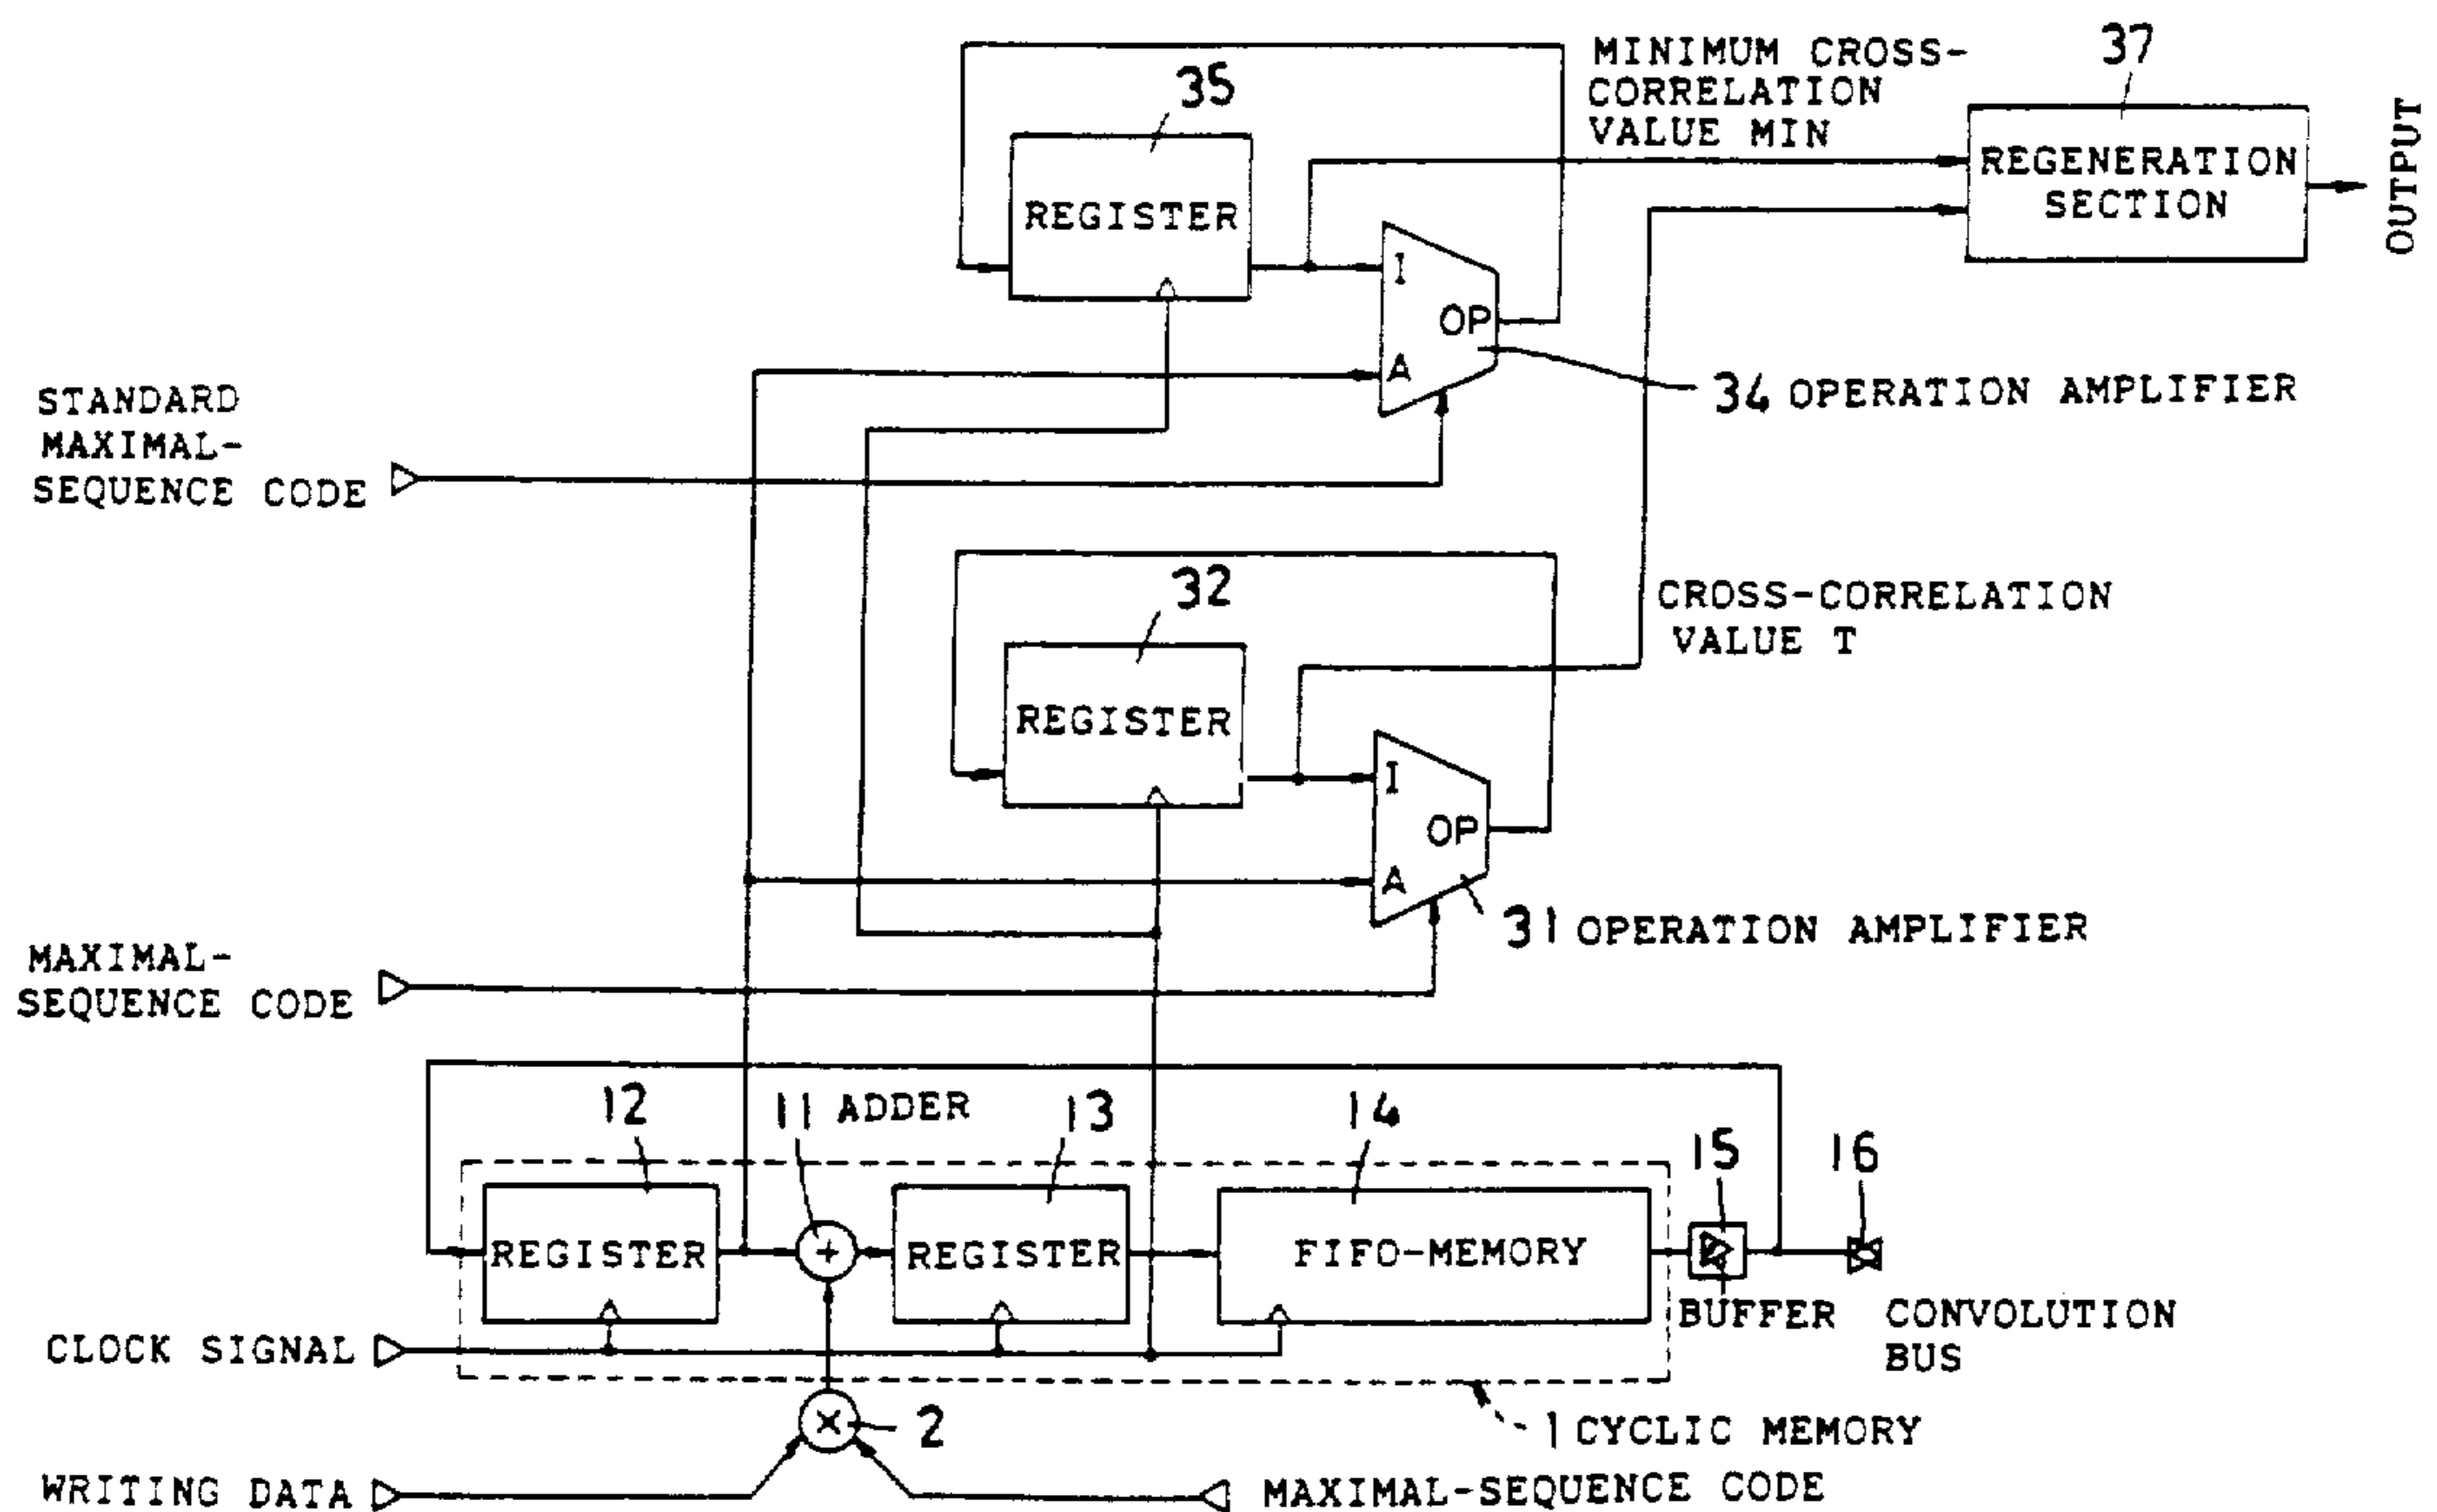 MINIMUM CROSS-
CORRELATION
VALUE MIN
37
35
REGISTER
REGENERATION
SECTION
OUTPUT
I
OP
A
34 OPERATION AMPLIFIER
STANDARD
MAXIMAL-
SEQUENCE CODE
32
CROSS-CORRELATION
VALUE T
REGISTER
I
OP
A
31 OPERATION AMPLIFIER
MAXIMAL-
SEQUENCE CODE
12
11 ADDER
13
14
15
16
REGISTER
+
REGISTER
FIFO-MEMORY
BUFFER
CONVOLUTION
BUS
CLOCK SIGNAL
×
2
1 CYCLIC MEMORY
WRITING DATA
MAXIMAL-SEQUENCE CODE